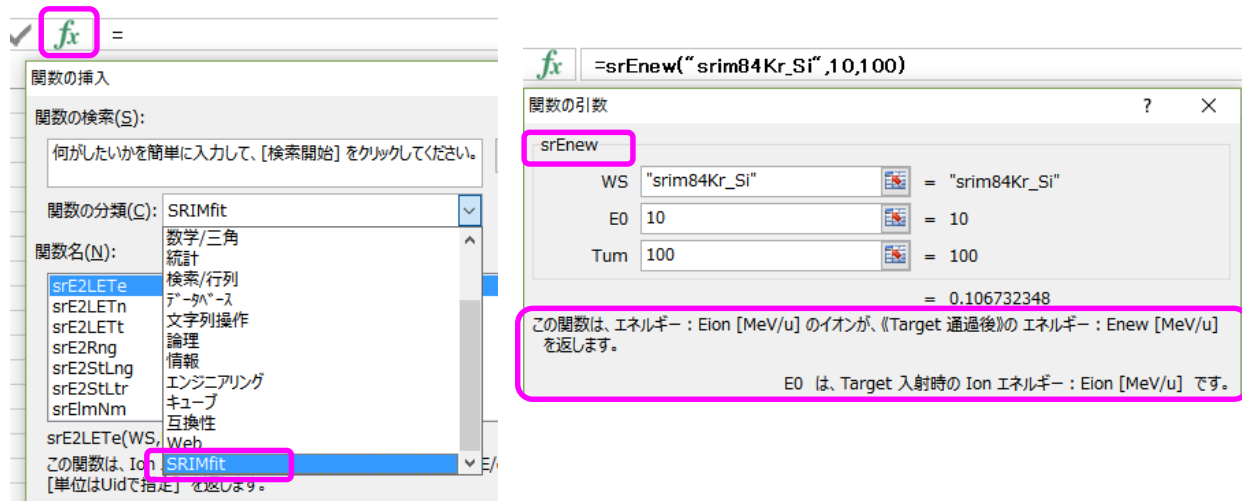 fx =
関数の挿入
関数の検索(S):
何がしたいかを簡単に入力して、[検索開始] をクリックしてください。
関数の分類(C): SRIMfit
数学/三角
統計
検索/行列
データベース
文字列操作
論理
情報
エンジニアリング
キューブ
互換性
Web
SRIMfit
関数名(N):
srE2LETe
srE2LETn
srE2LETt
srE2Rng
srE2StLng
srE2StLtr
srElmNm
srE2LETe(WS,
この関数は、Ion E/
[単位はUidで指定] を返します。
fx =srEnew("srim84Kr_Si",10,100)
関数の引数 ? ×
srEnew
WS "srim84Kr_Si" = "srim84Kr_Si"
E0 10 = 10
Tum 100 = 100
= 0.106732348
この関数は、エネルギー:Eion [MeV/u] のイオンが、《Target 通過後》の エネルギー:Enew [MeV/u]
を返します。
E0 は、Target 入射時の Ion エネルギー:Eion [MeV/u] です。